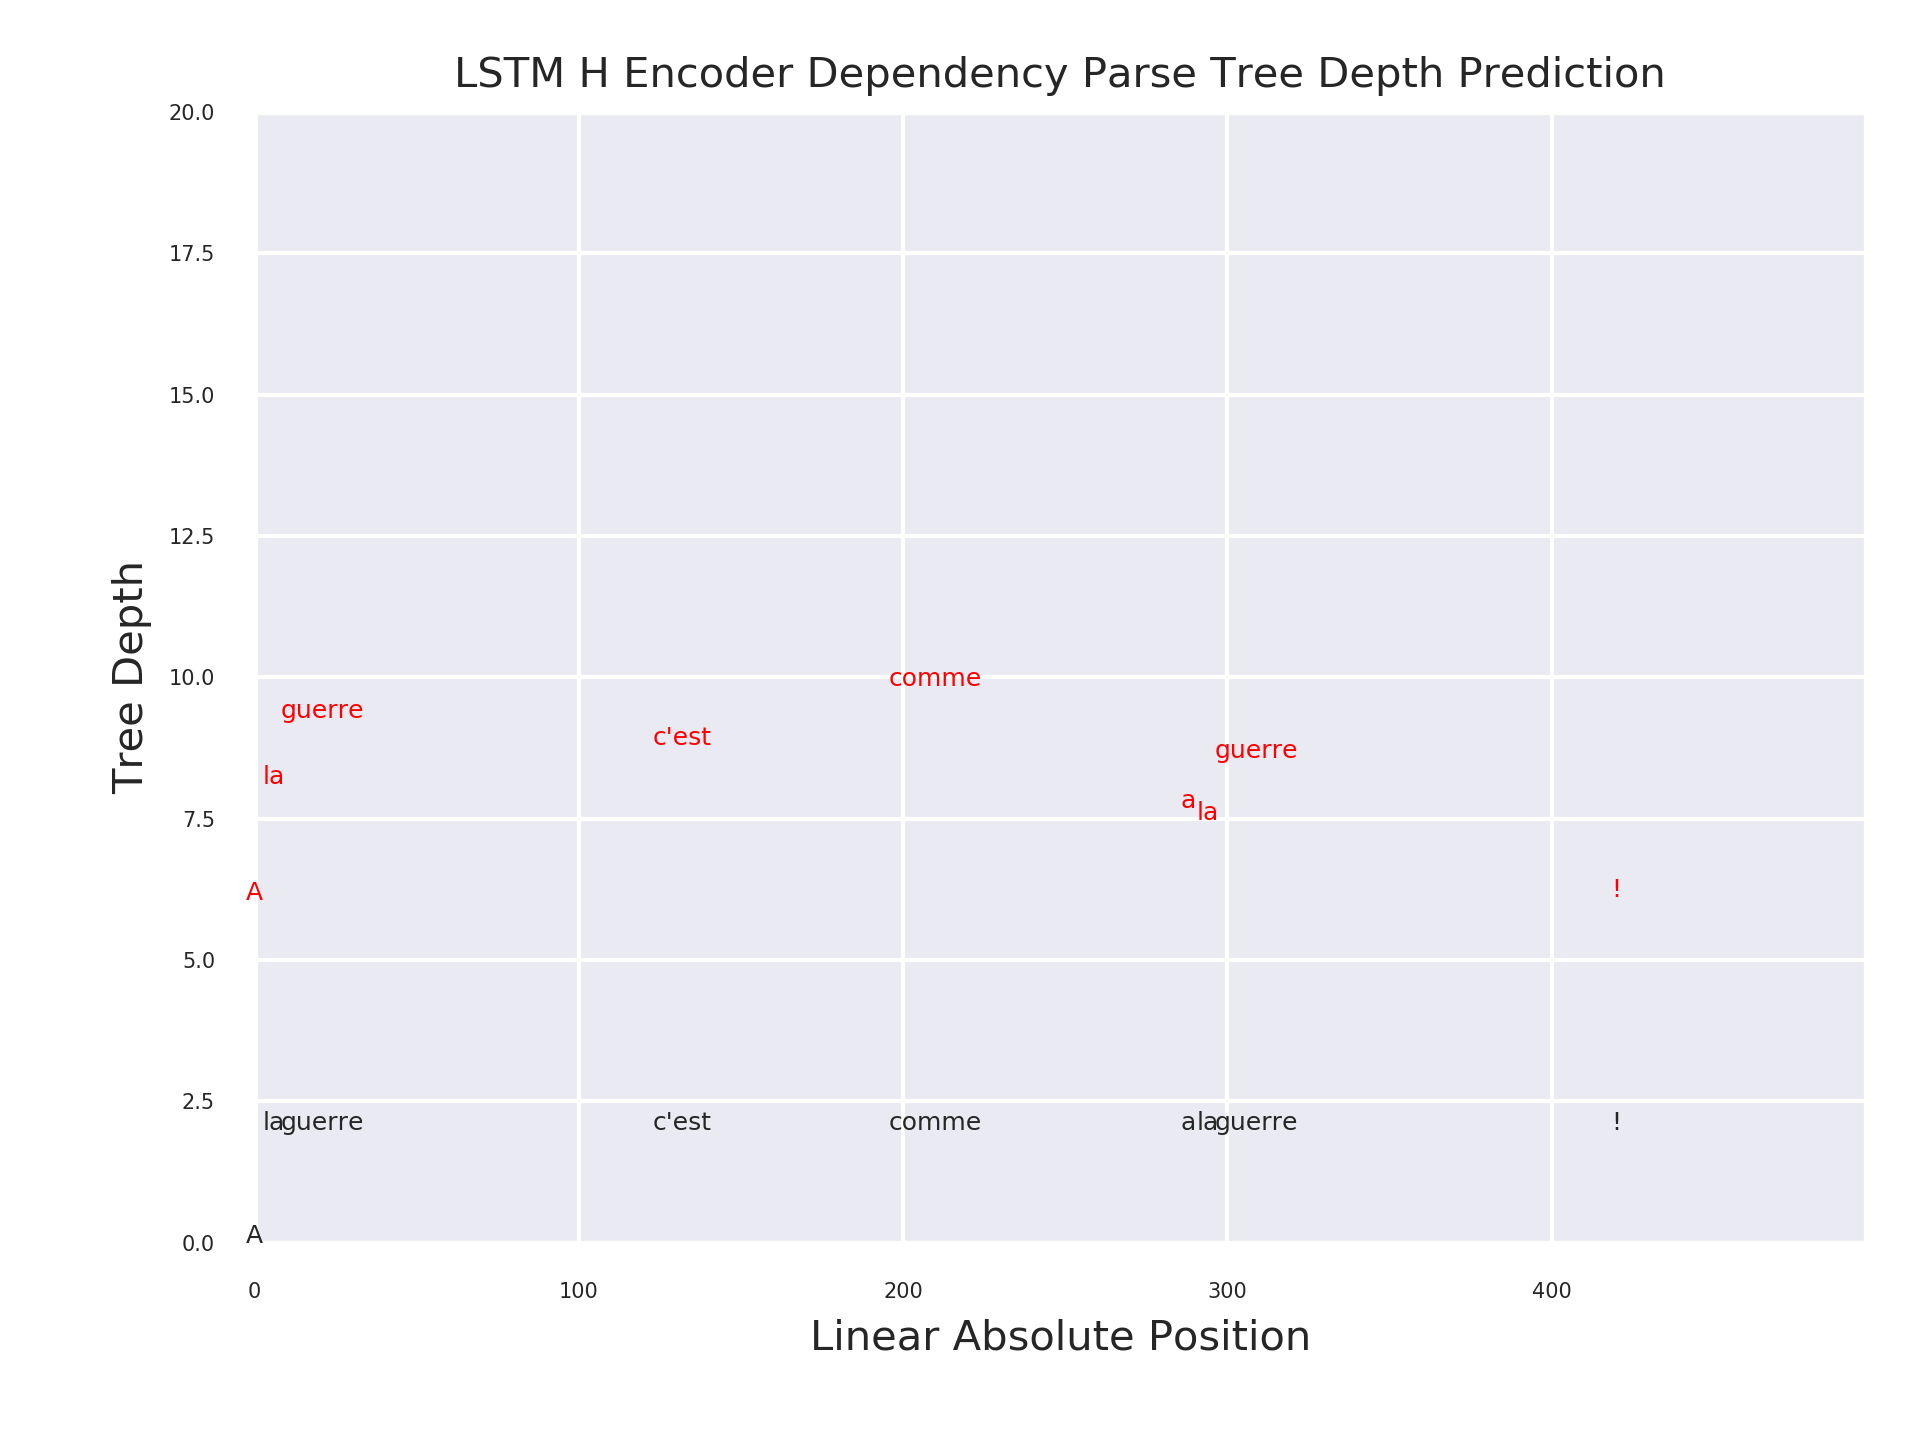 LSTM H Encoder Dependency Parse Tree Depth Prediction
20.0
17.5
15.0
12.5
10.0
7.5
5.0
2.5
0.0
Tree Depth
comme
guerre
c'est
guerre
la
a
la
A
!
la guerre c'est comme a la guerre !
A
0 100 200 300 400
Linear Absolute Position